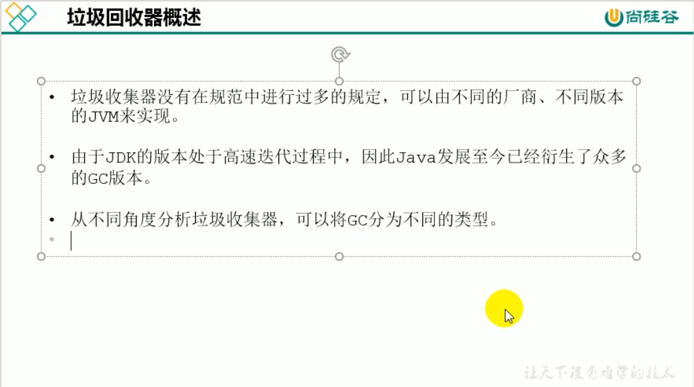 垃圾回收器概述
尚硅谷
• 垃圾收集器没有在规范中进行过多的规定，可以由不同的厂商、不同版本
的JVM来实现。
• 由于JDK的版本处于高速迭代过程中，因此Java发展至今已经衍生了众多
的GC版本。
• 从不同角度分析垃圾收集器，可以将GC分为不同的类型。
让天下没有难学的技术